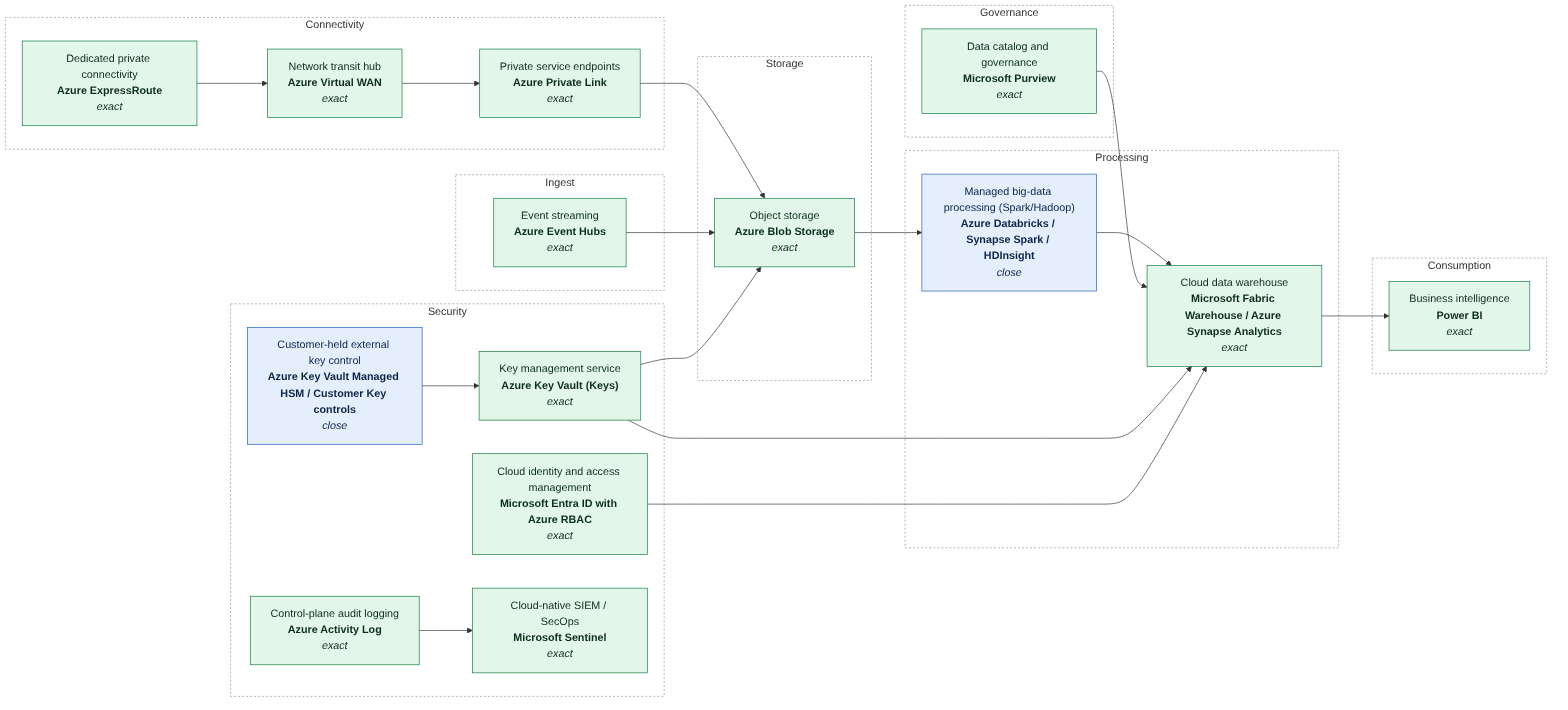 Connectivity
Dedicated private
connectivity
Azure ExpressRoute
exact
Network transit hub
Azure Virtual WAN
exact
Private service endpoints
Azure Private Link
exact
Ingest
Event streaming
Azure Event Hubs
exact
Security
Customer-held external
key control
Azure Key Vault Managed
HSM / Customer Key
controls
close
Key management service
Azure Key Vault (Keys)
exact
Cloud identity and access
management
Microsoft Entra ID with
Azure RBAC
exact
Control-plane audit logging
Azure Activity Log
exact
Cloud-native SIEM /
SecOps
Microsoft Sentinel
exact
Storage
Object storage
Azure Blob Storage
exact
Governance
Data catalog and
governance
Microsoft Purview
exact
Processing
Managed big-data
processing (Spark/Hadoop)
Azure Databricks /
Synapse Spark /
HDInsight
close
Cloud data warehouse
Microsoft Fabric
Warehouse / Azure
Synapse Analytics
exact
Consumption
Business intelligence
Power BI
exact